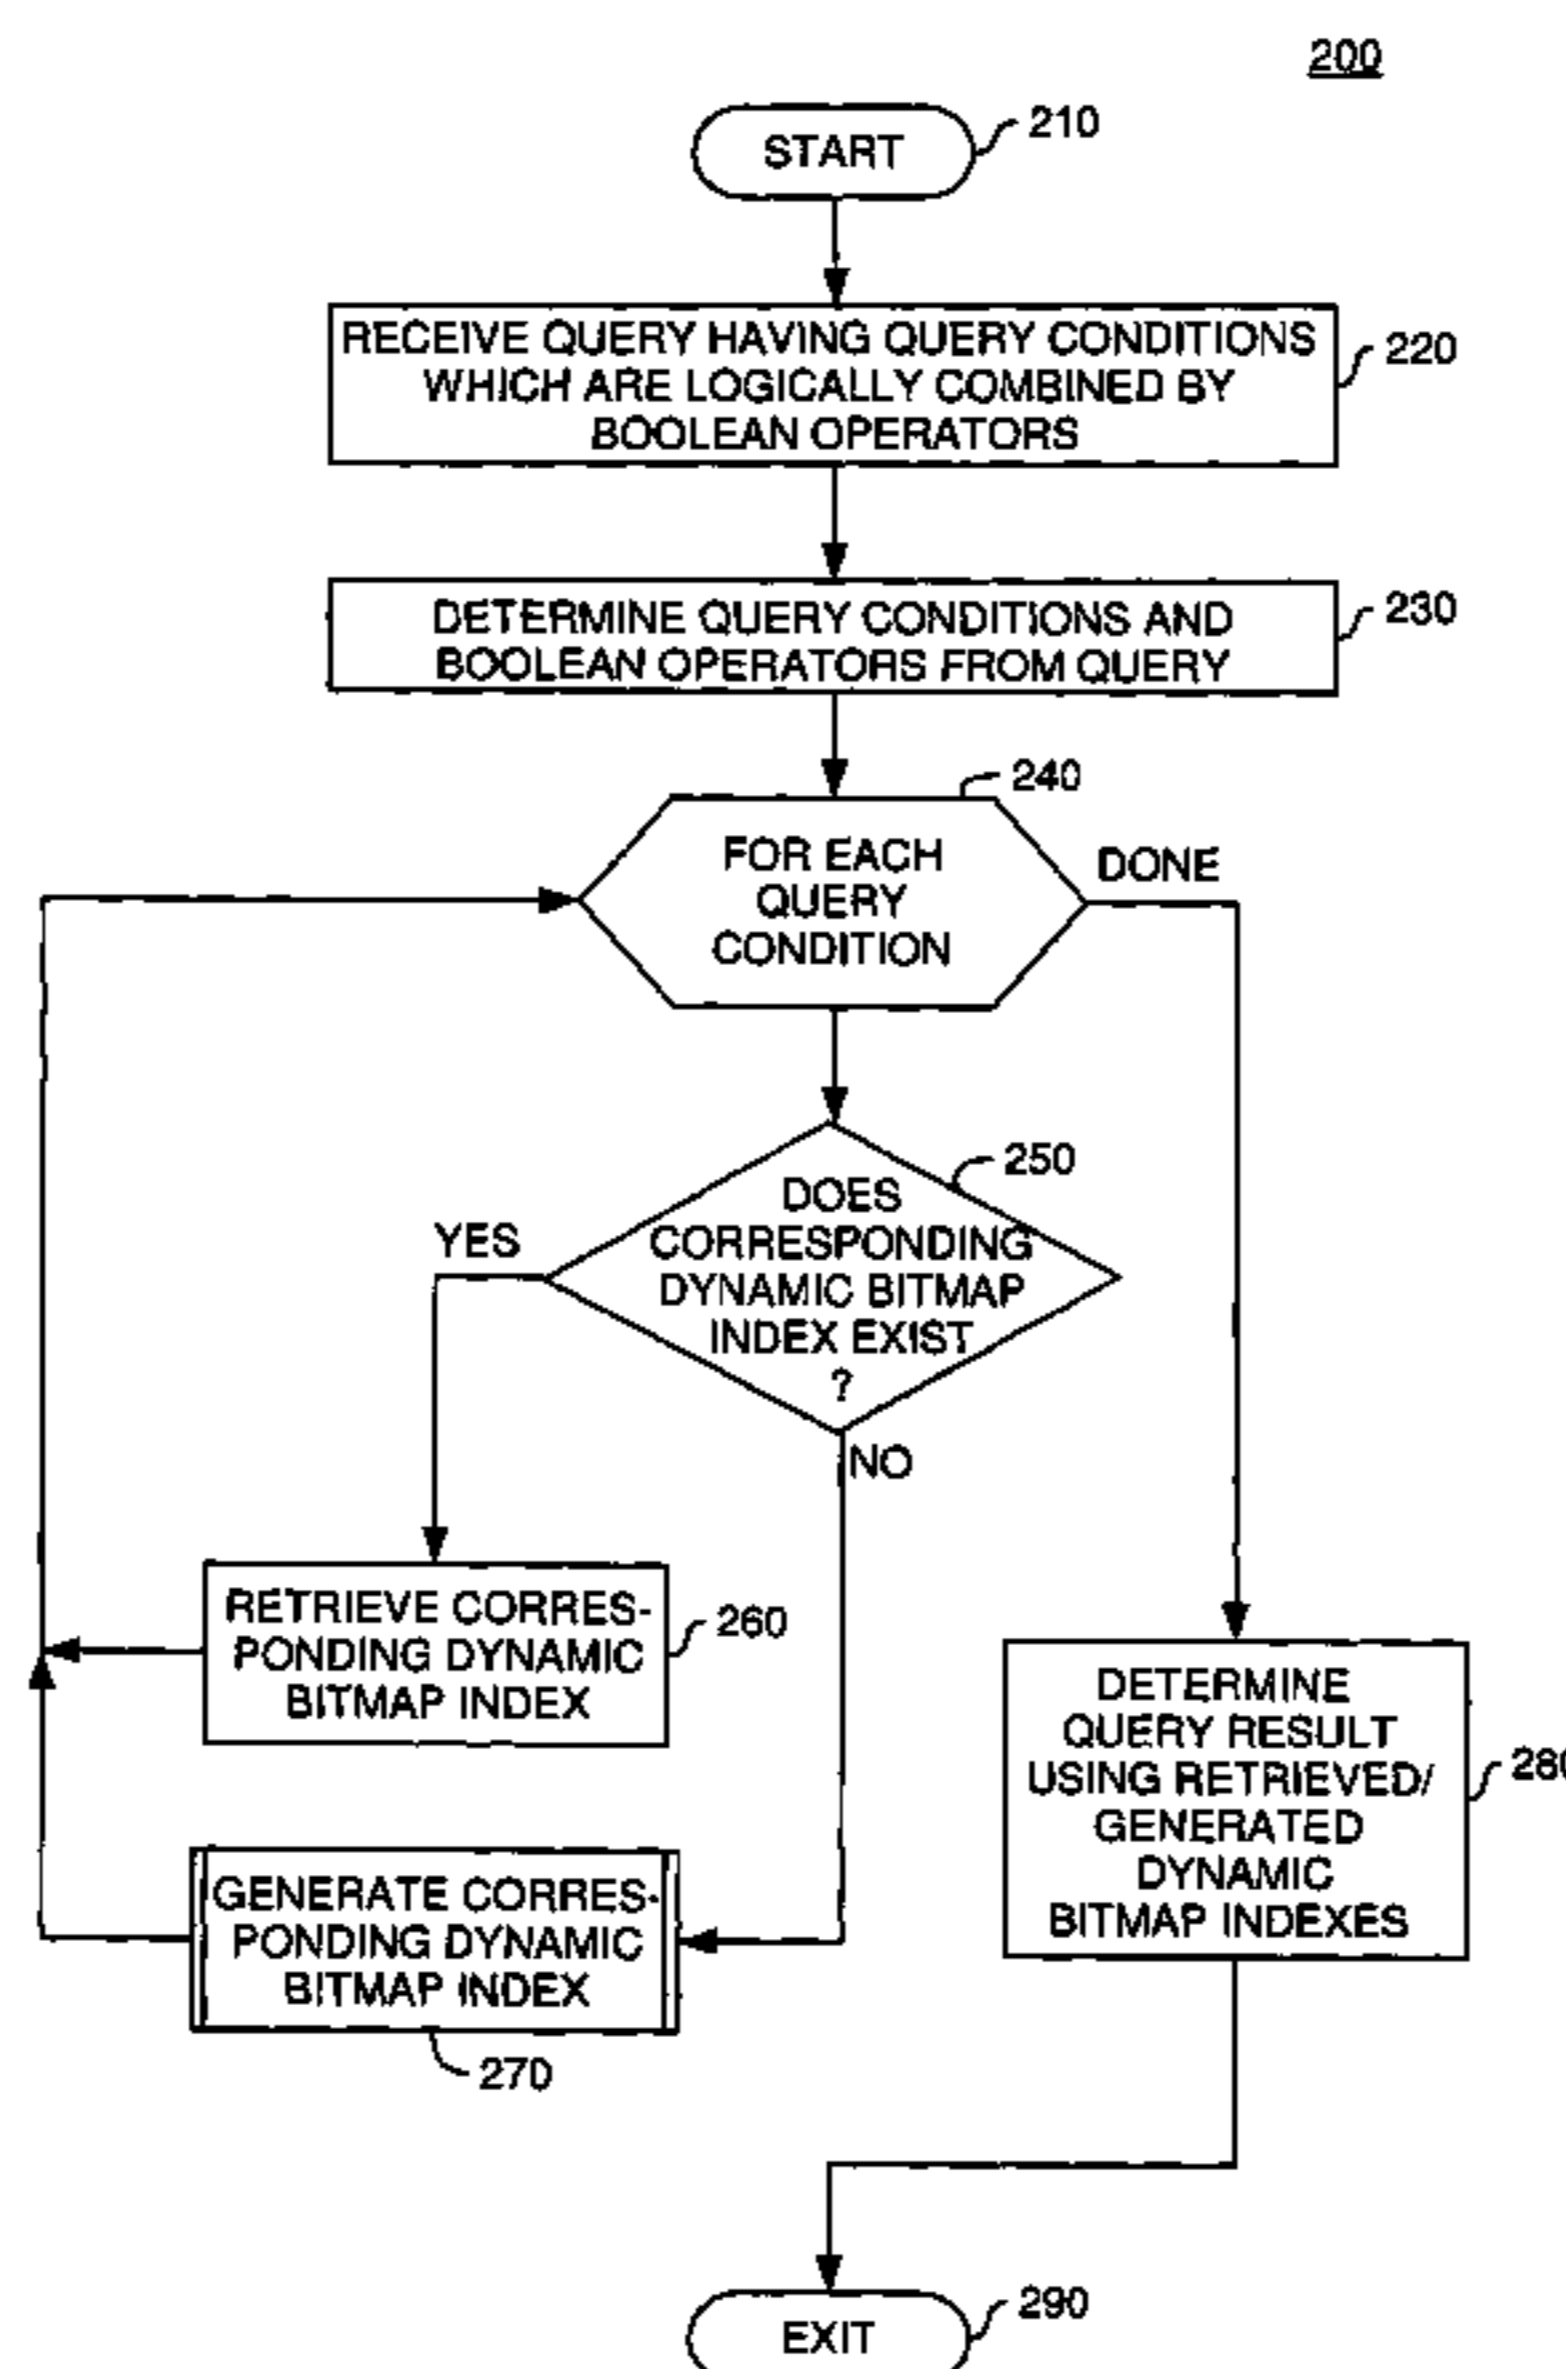 200
START
210
RECEIVE QUERY HAVING QUERY CONDITIONS
WHICH ARE LOGICALLY COMBINED BY
BOOLEAN OPERATORS
220
DETERMINE QUERY CONDITIONS AND
BOOLEAN OPERATORS FROM QUERY
230
240
FOR EACH
QUERY
CONDITION
DONE
250
DOES
CORRESPONDING
DYNAMIC BITMAP
INDEX EXIST
?
YES
NO
RETRIEVE CORRES-
PONDING DYNAMIC
BITMAP INDEX
260
DETERMINE
QUERY RESULT
USING RETRIEVED/
GENERATED
DYNAMIC
BITMAP INDEXES
280
GENERATE CORRES-
PONDING DYNAMIC
BITMAP INDEX
270
EXIT
290